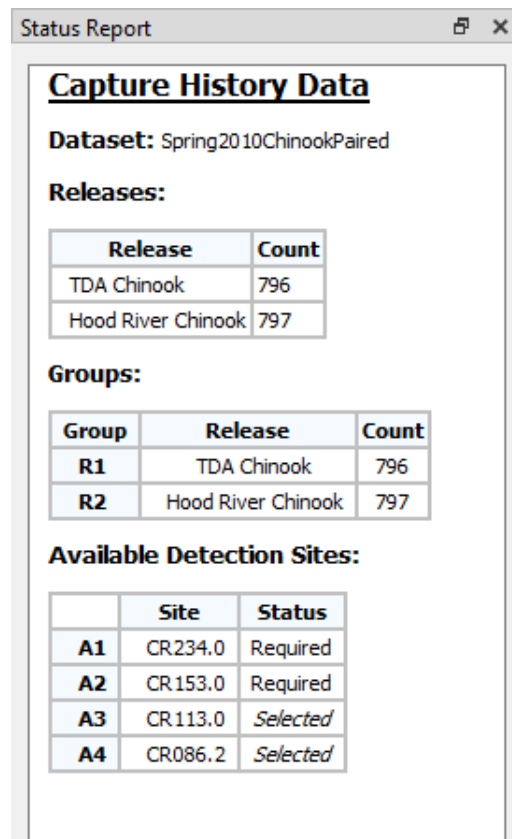 Status Report
Capture History Data
Dataset: Spring2010ChinookPaired
Releases:
Release Count
TDA Chinook 796
Hood River Chinook 797
Groups:
Group Release Count
R1 TDA Chinook 796
R2 Hood River Chinook 797
Available Detection Sites:
Site Status
A1 CR234.0 Required
A2 CR153.0 Required
A3 CR113.0 Selected
A4 CR086.2 Selected